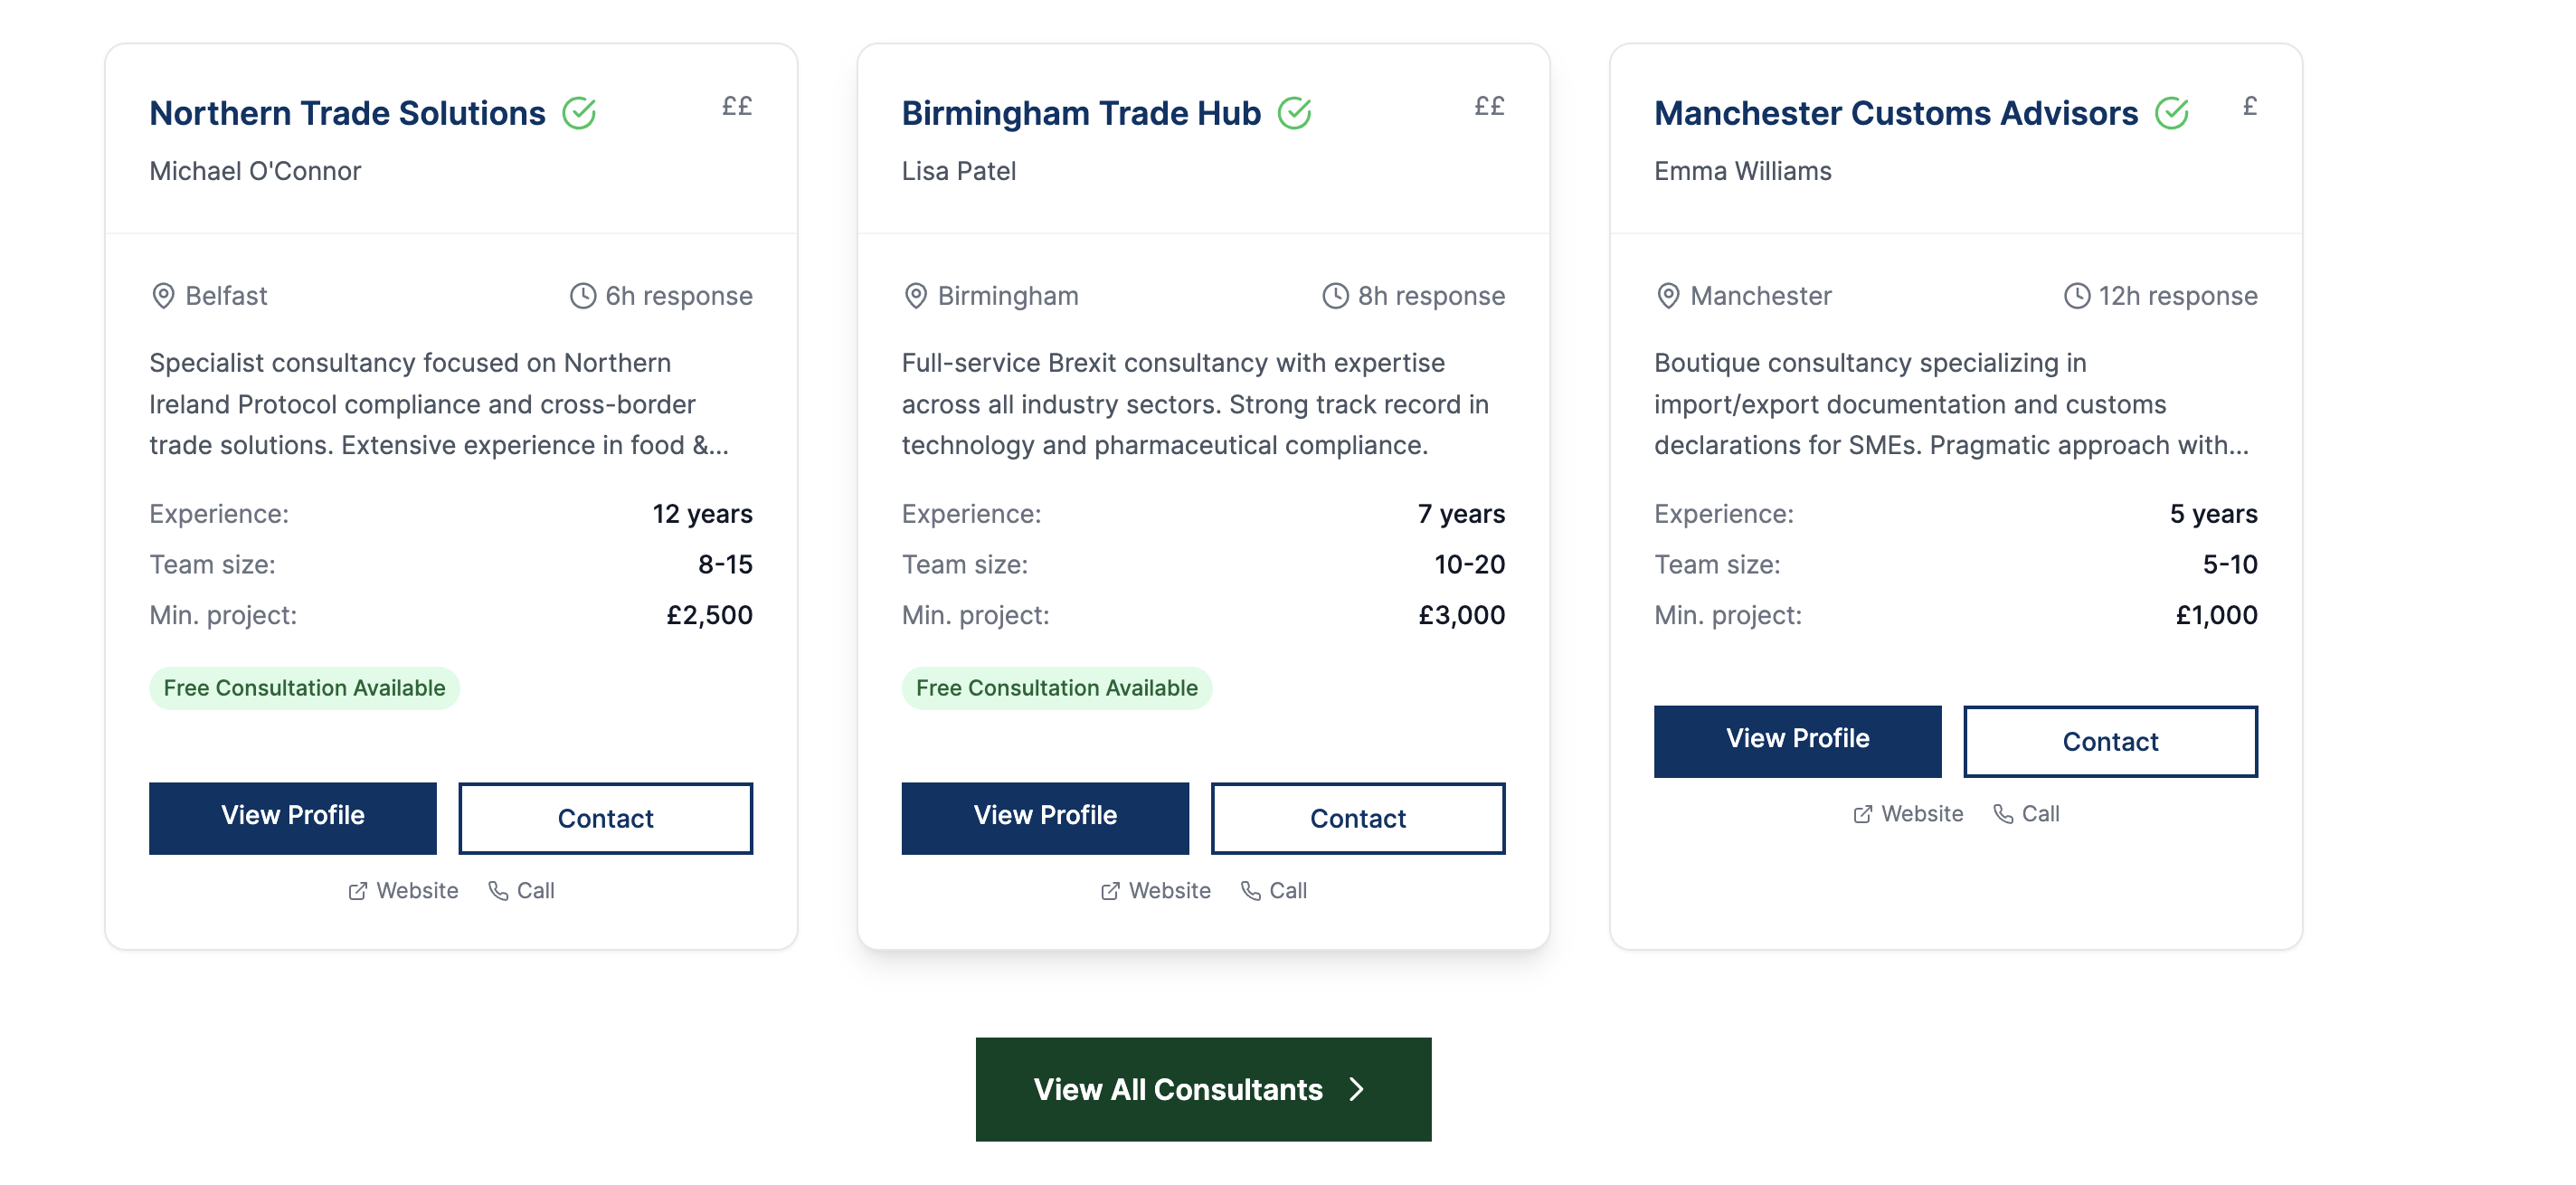 Northern Trade Solutions ££
Michael O'Connor
Belfast 6h response
Specialist consultancy focused on Northern
Ireland Protocol compliance and cross-border
trade solutions. Extensive experience in food &...
Experience: 12 years
Team size: 8-15
Min. project: £2,500
Free Consultation Available
View Profile Contact
Website Call
Birmingham Trade Hub ££
Lisa Patel
Birmingham 8h response
Full-service Brexit consultancy with expertise
across all industry sectors. Strong track record in
technology and pharmaceutical compliance.
Experience: 7 years
Team size: 10-20
Min. project: £3,000
Free Consultation Available
View Profile Contact
Website Call
Manchester Customs Advisors £
Emma Williams
Manchester 12h response
Boutique consultancy specializing in
import/export documentation and customs
declarations for SMEs. Pragmatic approach with...
Experience: 5 years
Team size: 5-10
Min. project: £1,000
View Profile Contact
Website Call
View All Consultants